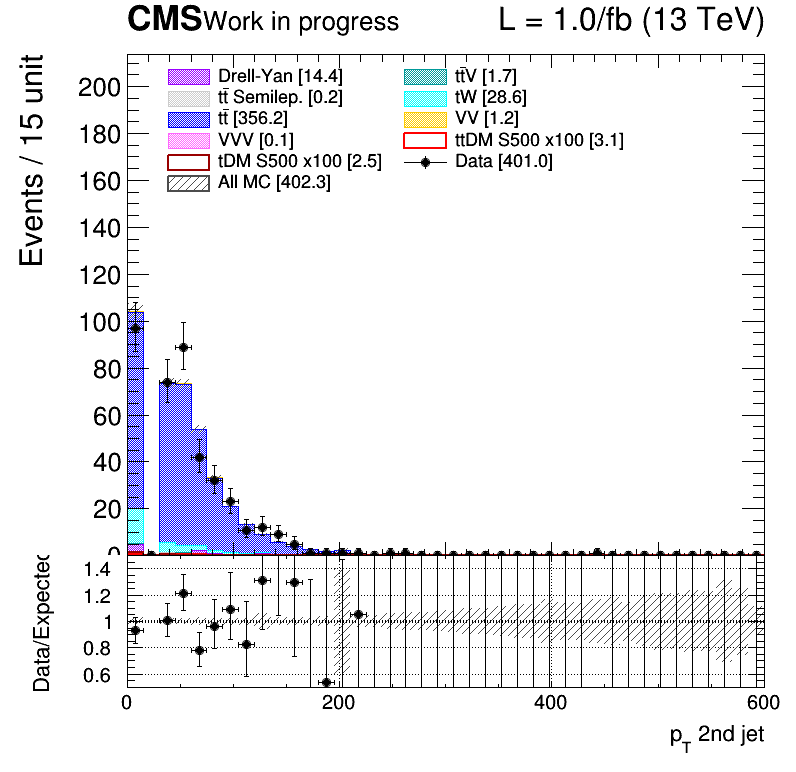 CMS Work in progress L = 1.0/fb (13 TeV)
Events / 15 unit
Drell-Yan [14.4] tt̄V [1.7]
tt̄ Semilep. [0.2] tW [28.6]
tt̄ [356.2] VV [1.2]
VVV [0.1] ttDM S500 x100 [3.1]
tDM S500 x100 [2.5] Data [401.0]
All MC [402.3]
200
180
160
140
120
100
80
60
40
20
0
Data/Expected
1.4
1.2
1
0.8
0.6
0 200 400 600
p_T 2nd jet